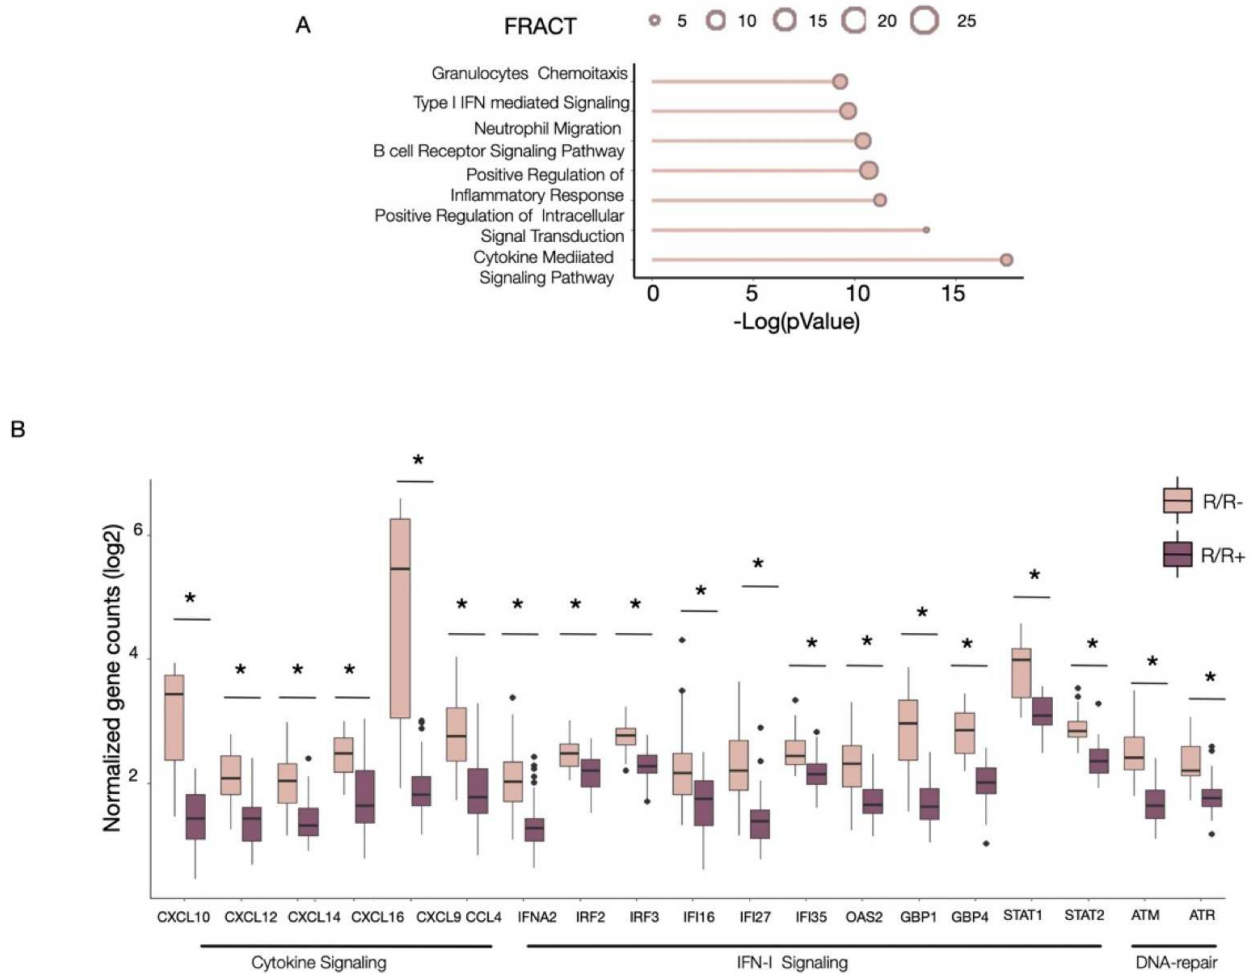 A
FRACT
5 10 15 20 25
Granulocytes Chemoitaxis
Type I IFN mediated Signaling
Neutrophil Migration
B cell Receptor Signaling Pathway
Positive Regulation of
Inflammatory Response
Positive Regulation of Intracellular
Signal Transduction
Cytokine Mediiated
Signaling Pathway
0 5 10 15
-Log(pValue)
B
Normalized gene counts (log2)
6
4
2
* * * * * * * * * * * * * * * * * * *
R/R-
R/R+
CXCL10 CXCL12 CXCL14 CXCL16 CXCL9 CCL4 IFNA2 IRF2 IRF3 IFI16 IFI27 IFI35 OAS2 GBP1 GBP4 STAT1 STAT2 ATM ATR
Cytokine Signaling IFN-I Signaling DNA-repair